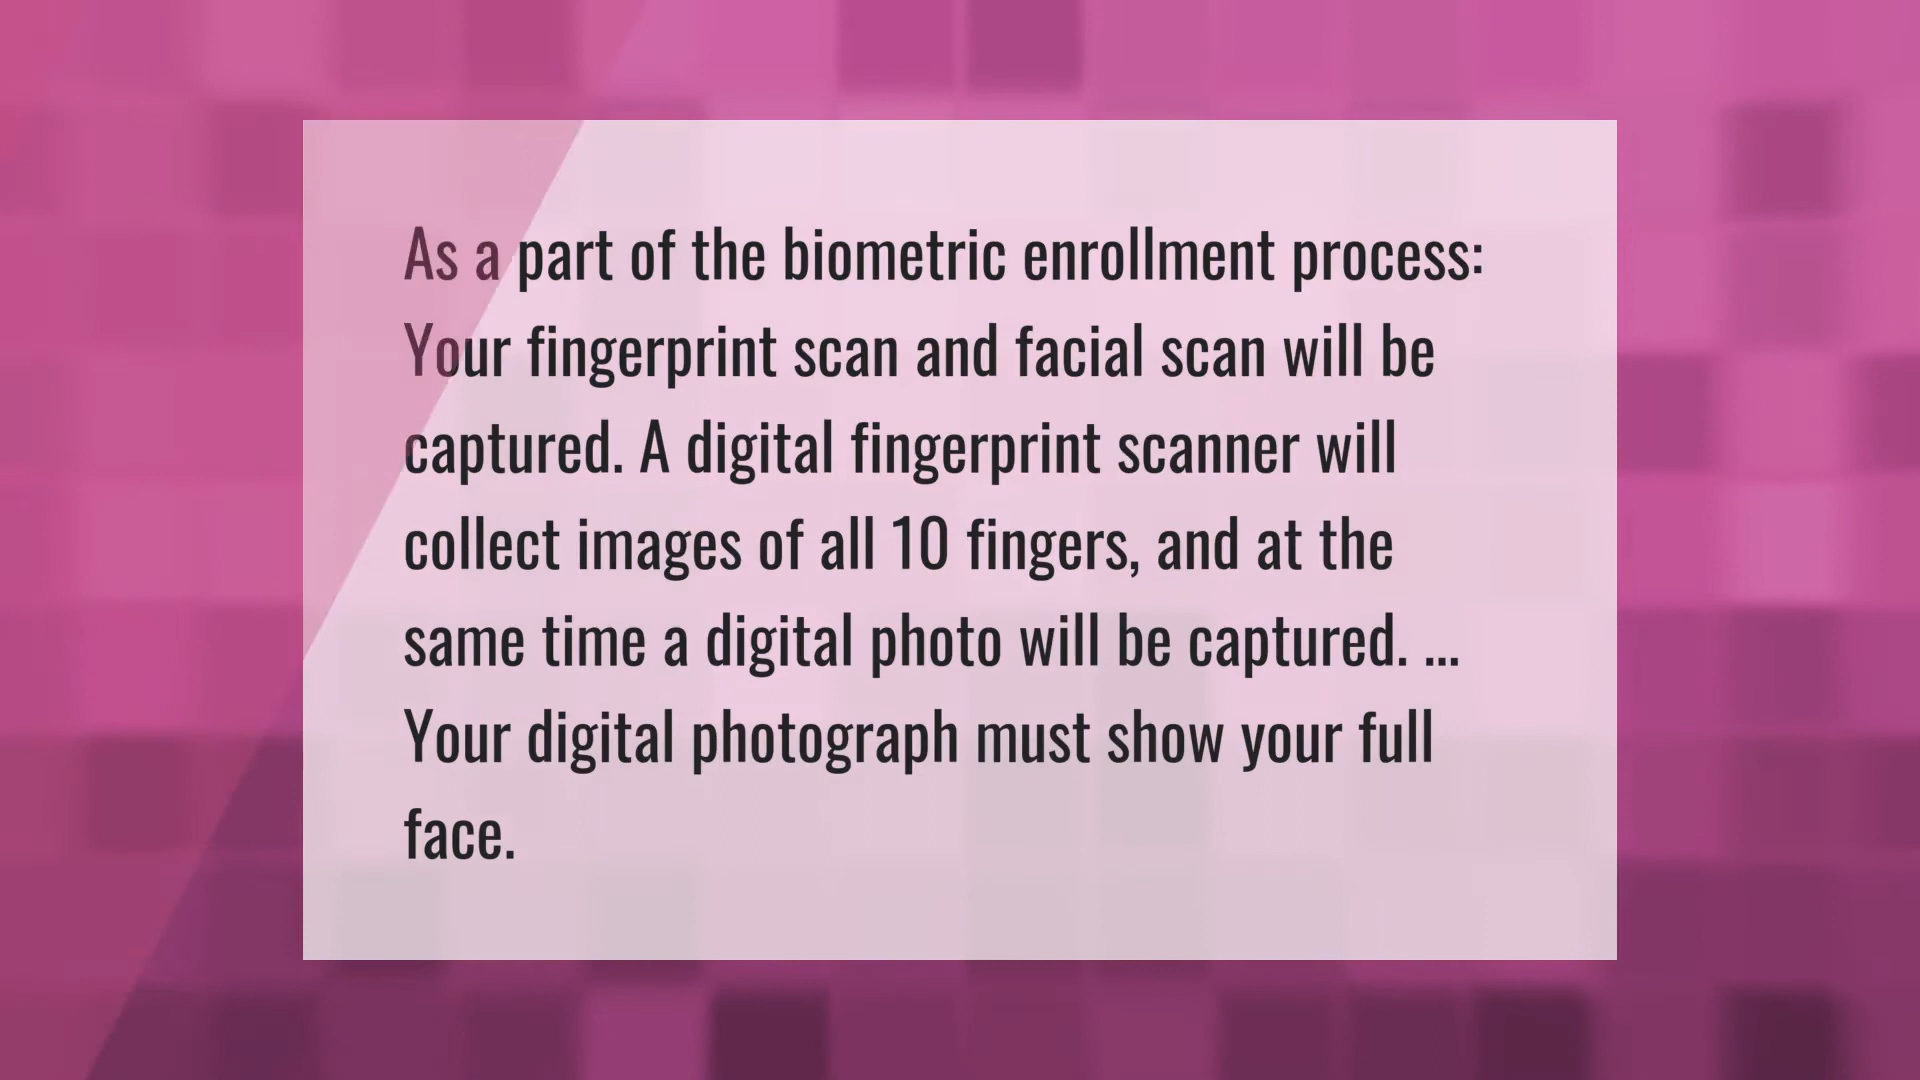 As a part of the biometric enrollment process:
Your fingerprint scan and facial scan will be
captured. A digital fingerprint scanner will
collect images of all 10 fingers, and at the
same time a digital photo will be captured. ...
Your digital photograph must show your full
face.